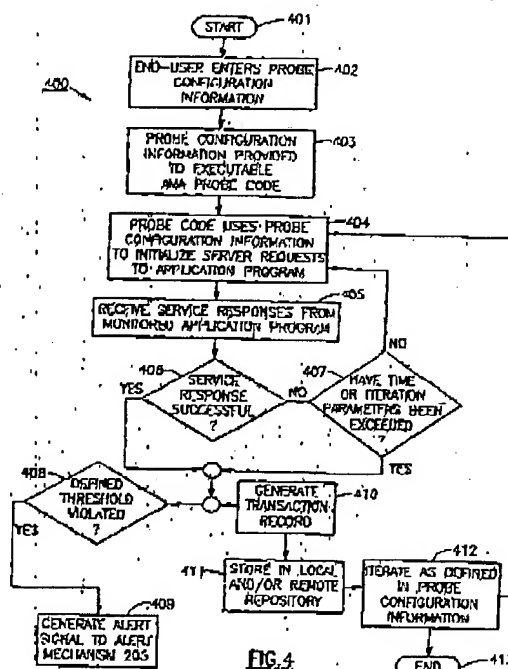 START
401
400
END-USER ENTERS PROBE
CONFIGURATION
INFORMATION
402
PROBE CONFIGURATION
INFORMATION PROVIDED
TO EXECUTABLE
AMA PROBE CODE
403
PROBE CODE USES PROBE
CONFIGURATION INFORMATION
TO INITIALIZE SERVER REQUESTS
TO APPLICATION PROGRAM
404
RECEIVE SERVICE RESPONSES FROM
MONITORED APPLICATION PROGRAM
405
406
SERVICE
RESPONSE
SUCCESSFUL
?
YES
NO
407
HAVE TIME
OR ITERATION
PARAMETERS BEEN
EXCEEDED
?
NO
YES
408
DEFINED
THRESHOLD
VIOLATED
?
YES
GENERATE
TRANSACTION
RECORD
410
411
STORE IN LOCAL
AND/OR REMOTE
REPOSITORY
412
ITERATE AS DEFINED
IN PROBE
CONFIGURATION
INFORMATION
409
GENERATE ALERT
SIGNAL TO ALERT
MECHANISM 205
FIG.4
END
413